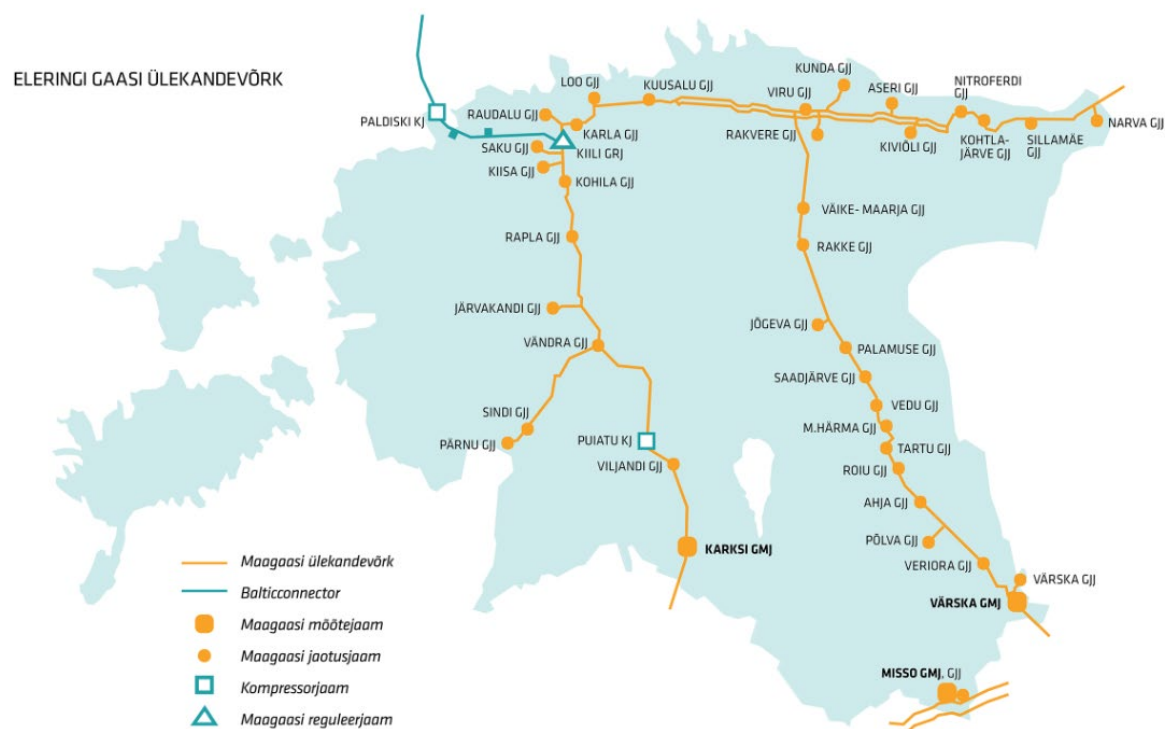 ELERINGI GAASI ÜLEKANDEVÕRK
PALDISKI KJ
RAUDALU GJJ
LOO GJJ
KUUSALU GJJ
KARLA GJJ
SAKU GJJ
KIILI GRJ
KIISA GJJ
KOHILA GJJ
KUNDA GJJ
VIRU GJJ
ASERI GJJ
NITROFERDI
GJJ
RAKVERE GJJ
KIVIÕLI GJJ
KOHTLA-
JÄRVE GJJ
SILLAMÄE
GJJ
NARVA GJJ
RAPLA GJJ
VÄIKE- MAARJA GJJ
RAKKE GJJ
JÄRVAKANDI GJJ
VÄNDRA GJJ
JÕGEVA GJJ
PALAMUSE GJJ
SAADJÄRVE GJJ
VEDU GJJ
SINDI GJJ
PÄRNU GJJ
PUIATU KJ
VILJANDI GJJ
M.HÄRMA GJJ
TARTU GJJ
ROIU GJJ
AHJA GJJ
PÕLVA GJJ
VERIORA GJJ
VÄRSKA GJJ
KARKSI GMJ
VÄRSKA GMJ
MISSO GMJ, GJJ
Maagaasi ülekandevõrk
Balticconnector
Maagaasi mõõtejaam
Maagaasi jaotusjaam
Kompressorjaam
Maagaasi reguleerjaam